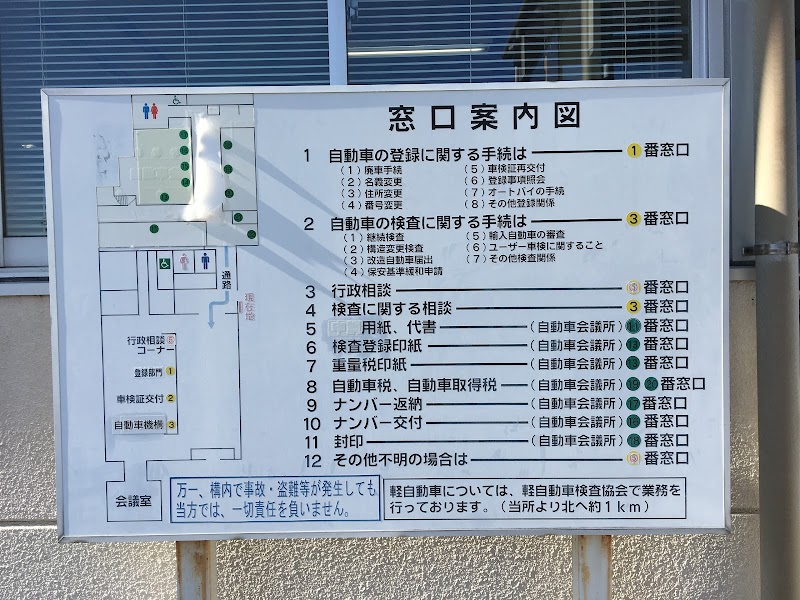 窓口案内図
1 自動車の登録に関する手続は 1 番窓口
（1）廃車手続
（2）名義変更
（3）住所変更
（4）番号変更
（5）車検証再交付
（6）登録事項照会
（7）オートバイの手続
（8）その他登録関係
2 自動車の検査に関する手続は 3 番窓口
（1）継続検査
（2）構造変更検査
（3）改造自動車届出
（4）保安基準緩和申請
（5）輸入自動車の審査
（6）ユーザー車検に関すること
（7）その他検査関係
3 行政相談 番窓口
4 検査に関する相談 3 番窓口
5 用紙、代書 （自動車会議所） 番窓口
6 検査登録印紙 （自動車会議所） 番窓口
7 重量税印紙 （自動車会議所） 番窓口
8 自動車税、自動車取得税 （自動車会議所） 19 番窓口
9 ナンバー返納 （自動車会議所） 17 番窓口
10 ナンバー交付 （自動車会議所） 16 番窓口
11 封印 （自動車会議所） 18 番窓口
12 その他不明の場合は 番窓口
通路
現在地
行政相談
コーナー
登録部門 1
車検証交付 2
自動車機構 3
会議室
万一、構内で事故・盗難等が発生しても
当方では、一切責任を負いません。
軽自動車については、軽自動車検査協会で業務を
行っております。（当所より北へ約1km）